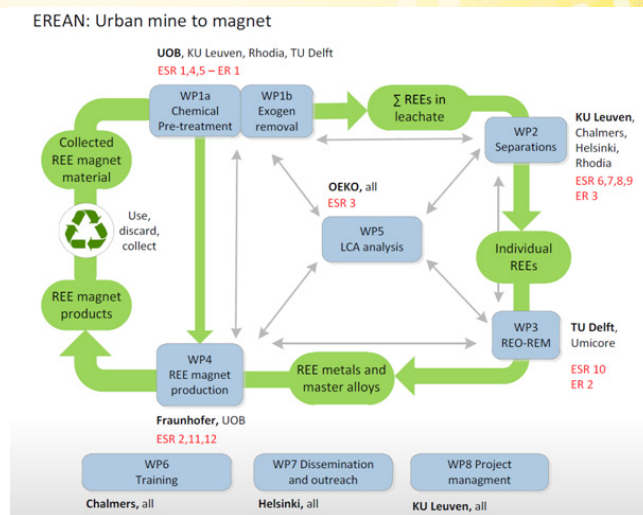 EREAN: Urban mine to magnet
UOB, KU Leuven, Rhodia, TU Delft
ESR 1,4,5 – ER 1
WP1a
Chemical
Pre-treatment
WP1b
Exogen
removal
∑ REEs in
leachate
WP2
Separations
KU Leuven,
Chalmers,
Helsinki,
Rhodia
ESR 6,7,8,9
ER 3
Collected
REE magnet
material
OEKO, all
ESR 3
Use,
discard,
collect
WP5
LCA analysis
Individual
REEs
REE magnet
products
WP3
REO-REM
TU Delft,
Umicore
ESR 10
ER 2
WP4
REE magnet
production
REE metals and
master alloys
Fraunhofer, UOB
ESR 2,11,12
WP6
Training
WP7 Dissemination
and outreach
WP8 Project
managment
Chalmers, all
Helsinki, all
KU Leuven, all